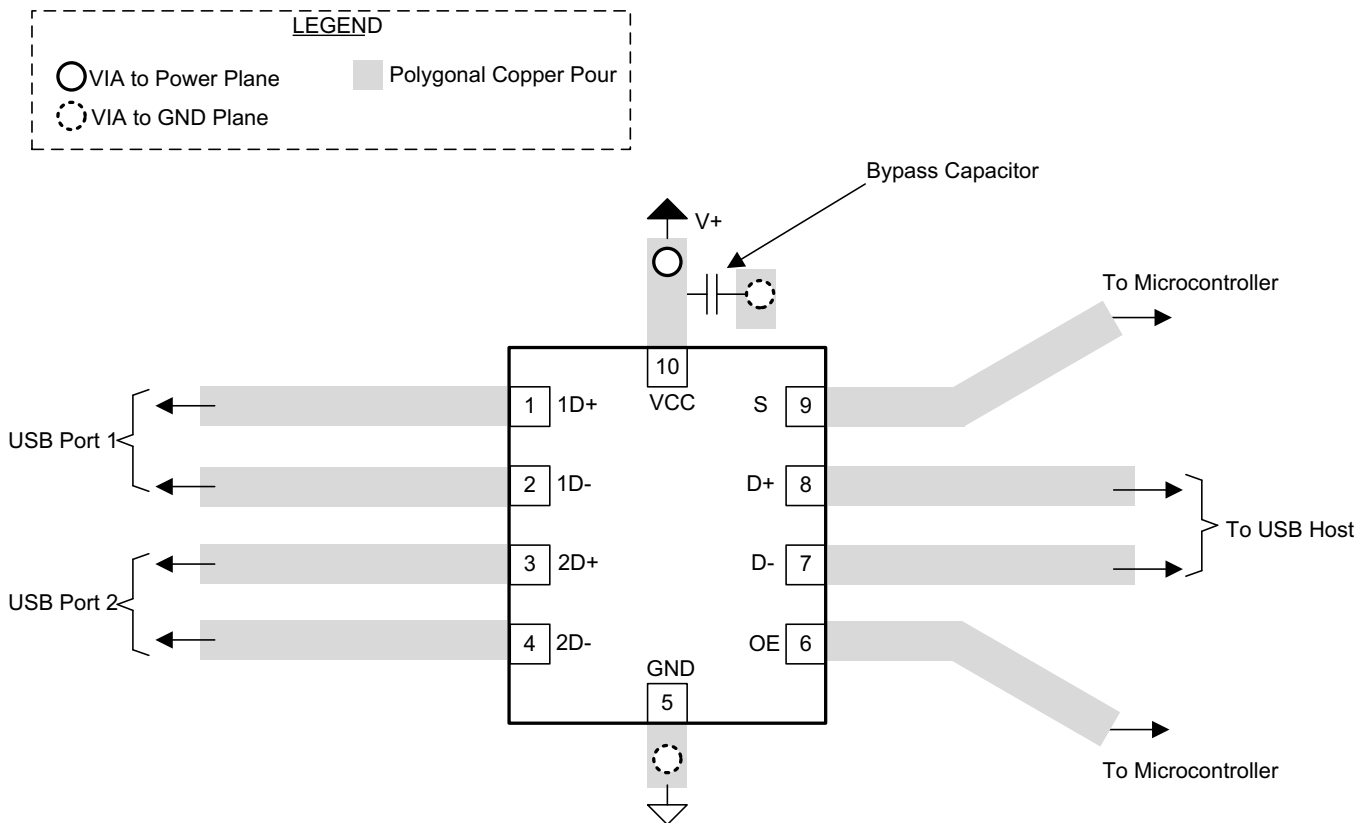 LEGEND
VIA to Power Plane
Polygonal Copper Pour
VIA to GND Plane
Bypass Capacitor
V+
To Microcontroller
10
VCC
1 1D+
S 9
USB Port 1
2 1D-
D+ 8
To USB Host
3 2D+
D- 7
USB Port 2
4 2D-
OE 6
GND
5
To Microcontroller